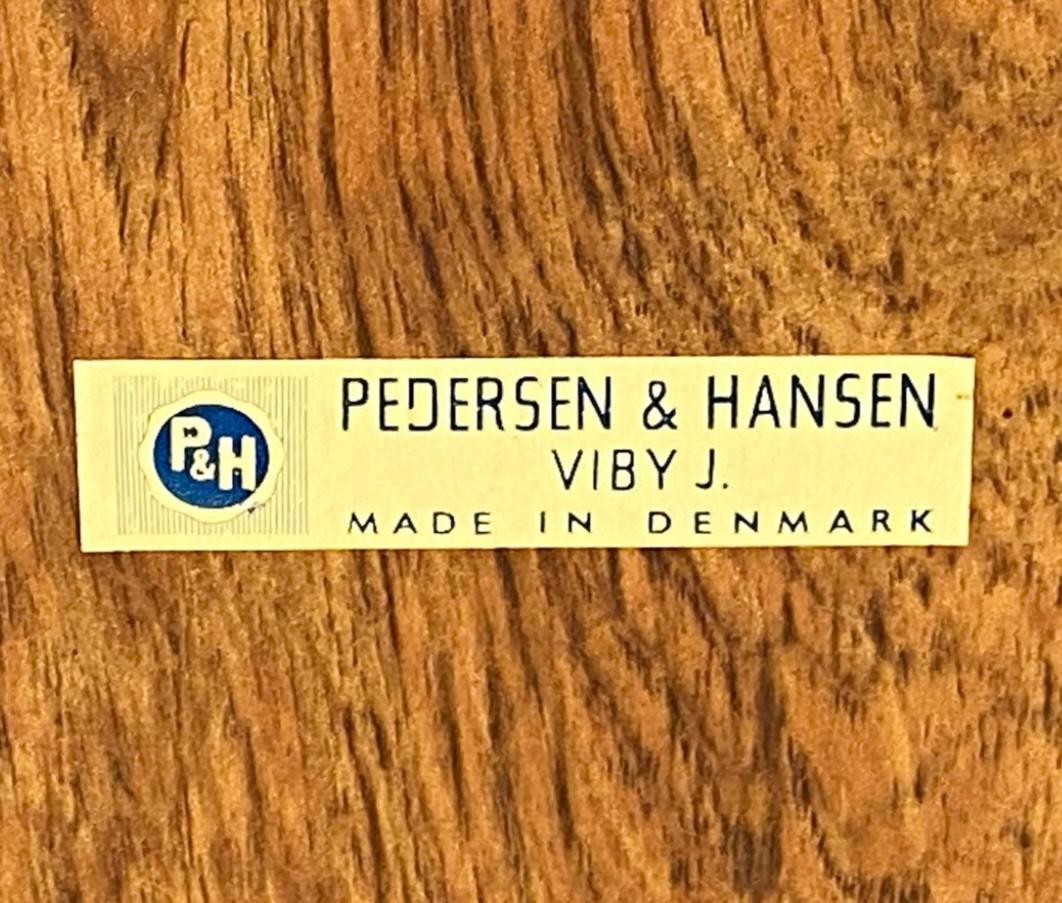 P&H
PEDERSEN & HANSEN
VIBY J.
MADE IN DENMARK